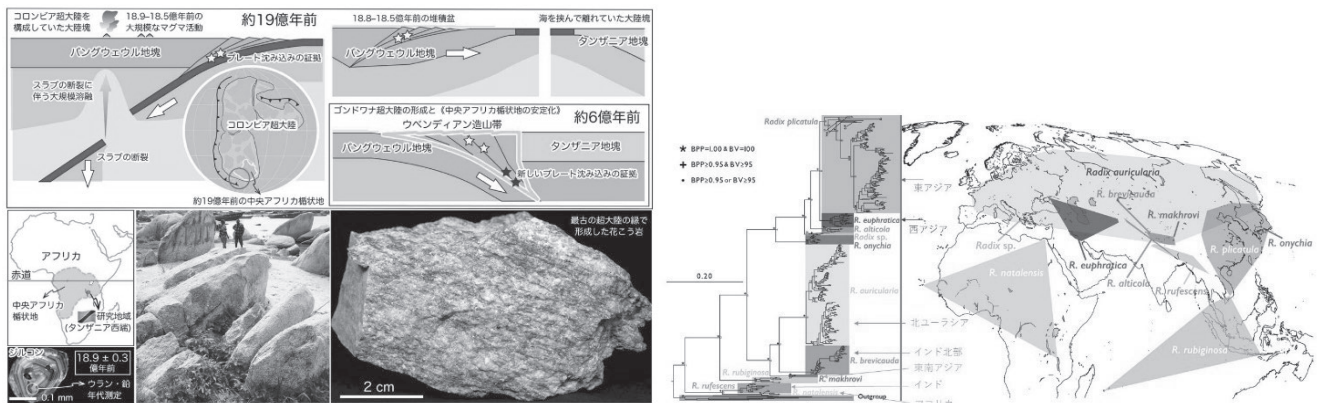 コロンビア超大陸を
構成していた大陸塊
18.9–18.5億年前の
大規模なマグマ活動
約19億年前
バングウェウル地塊
プレート沈み込みの証拠
スラブの断裂に
伴う大規模溶融
コロンビア超大陸
スラブの断裂
約19億年前の中央アフリカ楯状地
18.8–18.5億年前の堆積盆
海を挟んで離れていた大陸塊
バングウェウル地塊
タンザニア地塊
ゴンドワナ超大陸の形成と《中央アフリカ楯状地の安定化》
ウベンディアン造山帯
約6億年前
バングウェウル地塊
タンザニア地塊
新しいプレート沈み込みの証拠
アフリカ
赤道
中央アフリカ
楯状地
研究地域
(タンザニア西端)
ジルコン
18.9 ± 0.3
億年前
ウラン・鉛
年代測定
0.1 mm
最古の超大陸の縁で
形成した花こう岩
2 cm
★ BPP=1.00 & BV=100
✚ BPP≥0.95 & BV≥95
• BPP≥0.95 or BV≥95
0.20
Radix plicatula
R. euphratica
R. alticola
Radix sp.
R. onychia
R. auricularia
R. brevicauda
R. makhrovi
R. rubiginosa
R. rufescens
R. natalensis
Outgroup
東アジア
西アジア
北ユーラシア
インド北部
東南アジア
インド
アフリカ
Radix auricularia
R. brevicauda
R. makhrovi
R. plicatula
R. onychia
Radix sp.
R. euphratica
R. alticola
R. rufescens
R. natalensis
R. rubiginosa